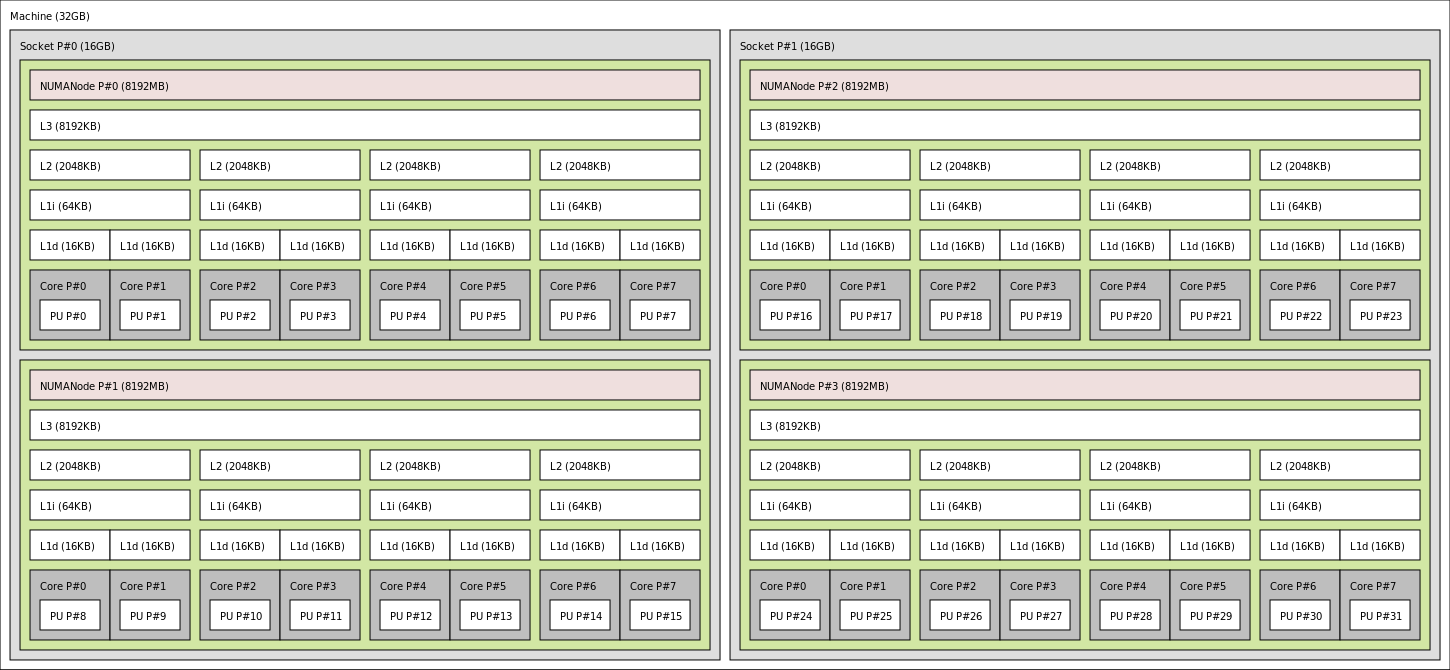 Machine (32GB)
Socket P#0 (16GB)
NUMANode P#0 (8192MB)
L3 (8192KB)
L2 (2048KB) L2 (2048KB) L2 (2048KB) L2 (2048KB)
L1i (64KB) L1i (64KB) L1i (64KB) L1i (64KB)
L1d (16KB) L1d (16KB) L1d (16KB) L1d (16KB) L1d (16KB) L1d (16KB) L1d (16KB) L1d (16KB)
Core P#0 Core P#1 Core P#2 Core P#3 Core P#4 Core P#5 Core P#6 Core P#7
PU P#0 PU P#1 PU P#2 PU P#3 PU P#4 PU P#5 PU P#6 PU P#7
NUMANode P#1 (8192MB)
L3 (8192KB)
L2 (2048KB) L2 (2048KB) L2 (2048KB) L2 (2048KB)
L1i (64KB) L1i (64KB) L1i (64KB) L1i (64KB)
L1d (16KB) L1d (16KB) L1d (16KB) L1d (16KB) L1d (16KB) L1d (16KB) L1d (16KB) L1d (16KB)
Core P#0 Core P#1 Core P#2 Core P#3 Core P#4 Core P#5 Core P#6 Core P#7
PU P#8 PU P#9 PU P#10 PU P#11 PU P#12 PU P#13 PU P#14 PU P#15
Socket P#1 (16GB)
NUMANode P#2 (8192MB)
L3 (8192KB)
L2 (2048KB) L2 (2048KB) L2 (2048KB) L2 (2048KB)
L1i (64KB) L1i (64KB) L1i (64KB) L1i (64KB)
L1d (16KB) L1d (16KB) L1d (16KB) L1d (16KB) L1d (16KB) L1d (16KB) L1d (16KB) L1d (16KB)
Core P#0 Core P#1 Core P#2 Core P#3 Core P#4 Core P#5 Core P#6 Core P#7
PU P#16 PU P#17 PU P#18 PU P#19 PU P#20 PU P#21 PU P#22 PU P#23
NUMANode P#3 (8192MB)
L3 (8192KB)
L2 (2048KB) L2 (2048KB) L2 (2048KB) L2 (2048KB)
L1i (64KB) L1i (64KB) L1i (64KB) L1i (64KB)
L1d (16KB) L1d (16KB) L1d (16KB) L1d (16KB) L1d (16KB) L1d (16KB) L1d (16KB) L1d (16KB)
Core P#0 Core P#1 Core P#2 Core P#3 Core P#4 Core P#5 Core P#6 Core P#7
PU P#24 PU P#25 PU P#26 PU P#27 PU P#28 PU P#29 PU P#30 PU P#31